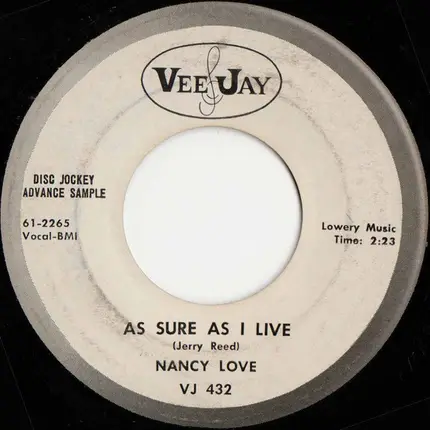 VEE JAY
DISC JOCKEY
ADVANCE SAMPLE
61-2265
Vocal-BMI
Lowery Music
Time: 2:23
AS SURE AS I LIVE
(Jerry Reed)
NANCY LOVE
VJ 432